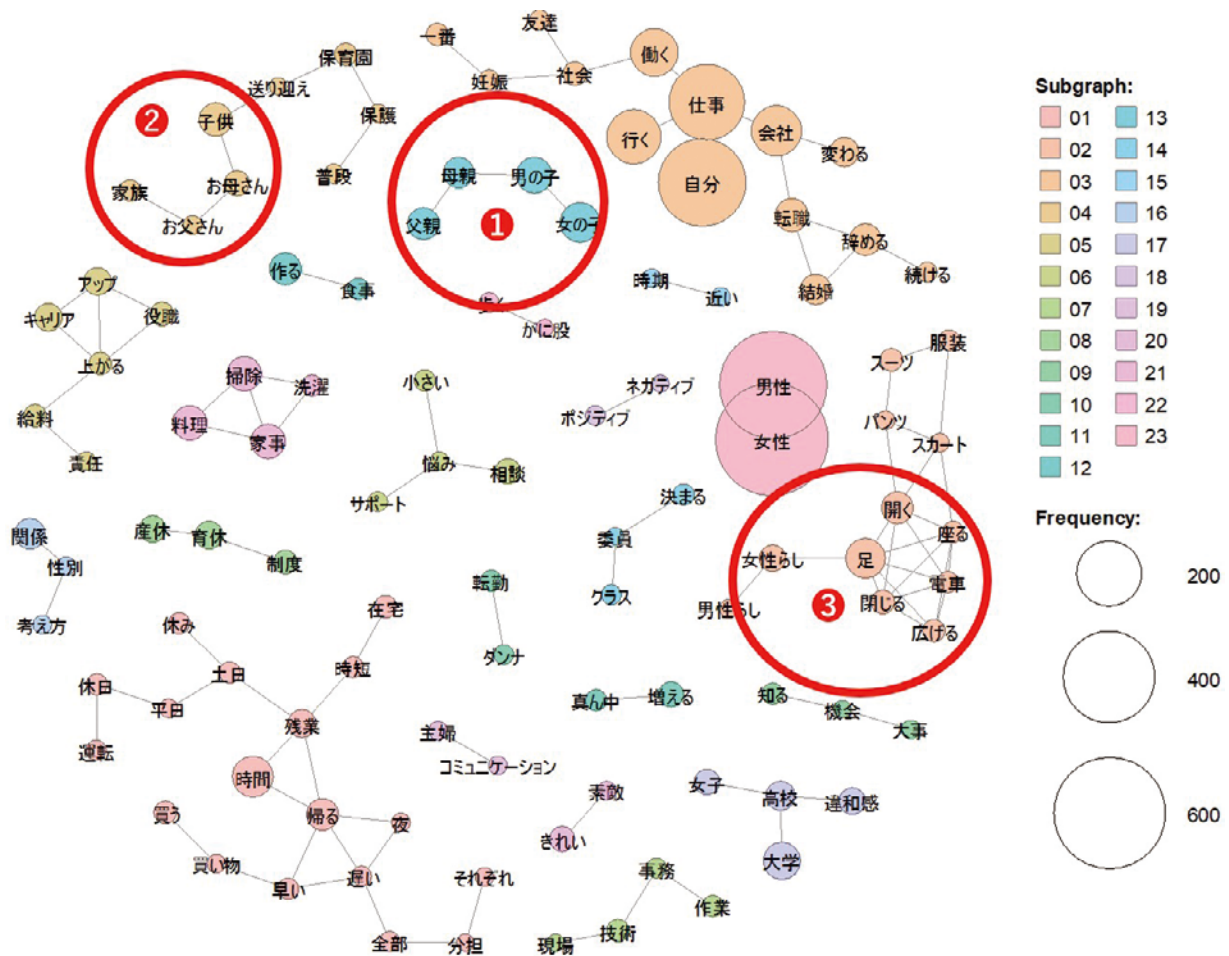 一番
友達
保育園
送り迎え
妊娠
社会
働く
仕事
②
子供
保護
行く
会社
変わる
家族
お母さん
普段
お父さん
母親
男の子
父親
①
女の子
自分
転職
辞める
続ける
結婚
作る
食事
時期
近い
歩く
がに股
アップ
キャリア
役職
上がる
給料
責任
掃除
洗濯
料理
家事
小さい
悩み
相談
サポート
ネガティブ
ポジティブ
男性
女性
スーツ
服装
パンツ
スカート
開く
座る
女性らし
足
電車
男性らし
③
閉じる
広げる
決まる
委員
クラス
関係
性別
考え方
産休
育休
制度
転勤
ダンナ
在宅
時短
休み
土日
休日
平日
運転
残業
時間
帰る
夜
買う
買い物
早い
遅い
それぞれ
全部
分担
主婦
コミュニケーション
真ん中
増える
知る
機会
大事
素敵
きれい
女子
高校
違和感
大学
事務
作業
技術
現場
Subgraph:
01
02
03
04
05
06
07
08
09
10
11
12
13
14
15
16
17
18
19
20
21
22
23
Frequency:
200
400
600